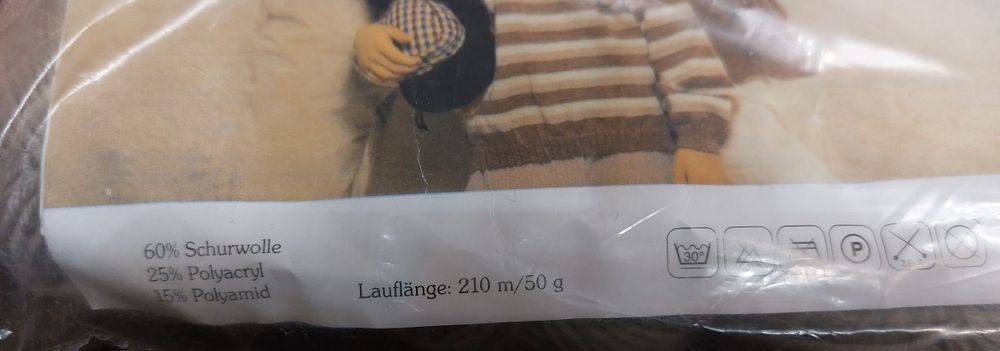 60% Schurwolle
25% Polyacryl
15% Polyamid
Lauflänge: 210 m/50 g
30°
P